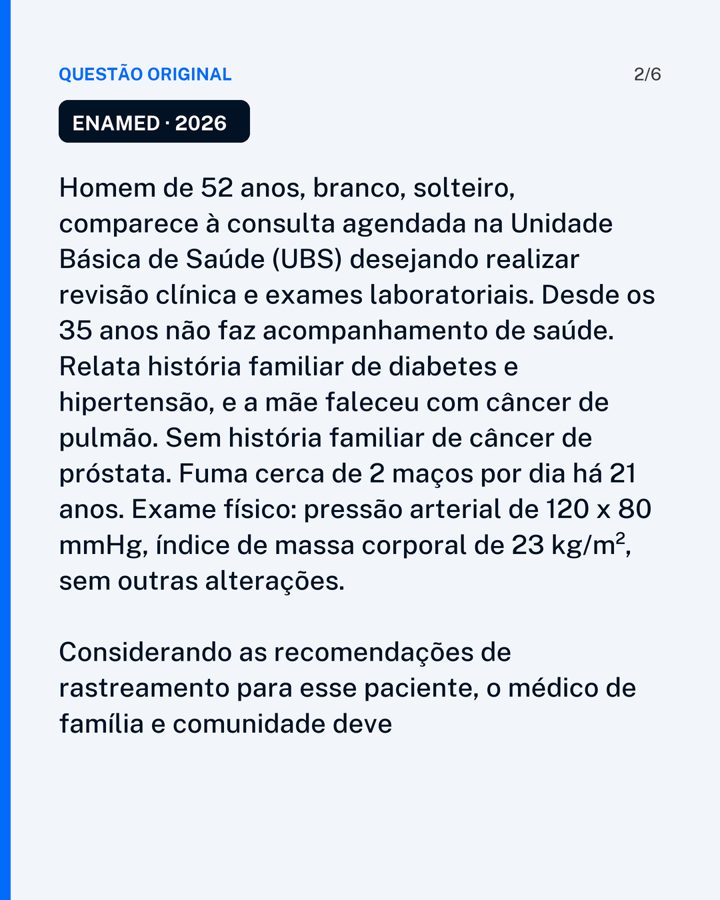 QUESTÃO ORIGINAL
2/6
ENAMED · 2026
Homem de 52 anos, branco, solteiro,
comparece à consulta agendada na Unidade
Básica de Saúde (UBS) desejando realizar
revisão clínica e exames laboratoriais. Desde os
35 anos não faz acompanhamento de saúde.
Relata história familiar de diabetes e
hipertensão, e a mãe faleceu com câncer de
pulmão. Sem história familiar de câncer de
próstata. Fuma cerca de 2 maços por dia há 21
anos. Exame físico: pressão arterial de 120 x 80
mmHg, índice de massa corporal de 23 kg/m²,
sem outras alterações.
Considerando as recomendações de
rastreamento para esse paciente, o médico de
família e comunidade deve